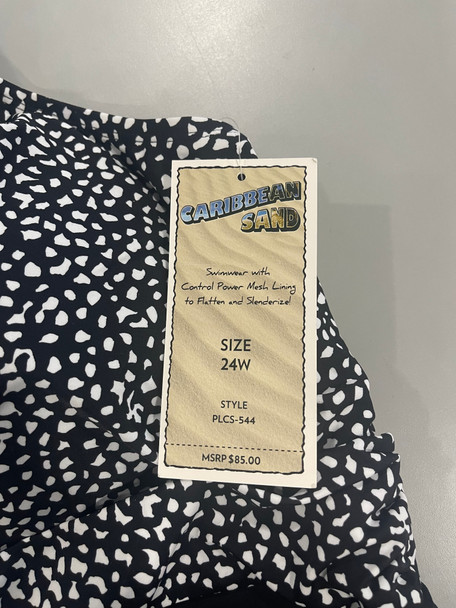 CARIBBEAN
SAND
Swimwear with
Control Power Mesh Lining
to Flatten and Slenderize!
SIZE
24W
STYLE
PLCS-544
MSRP $85.00